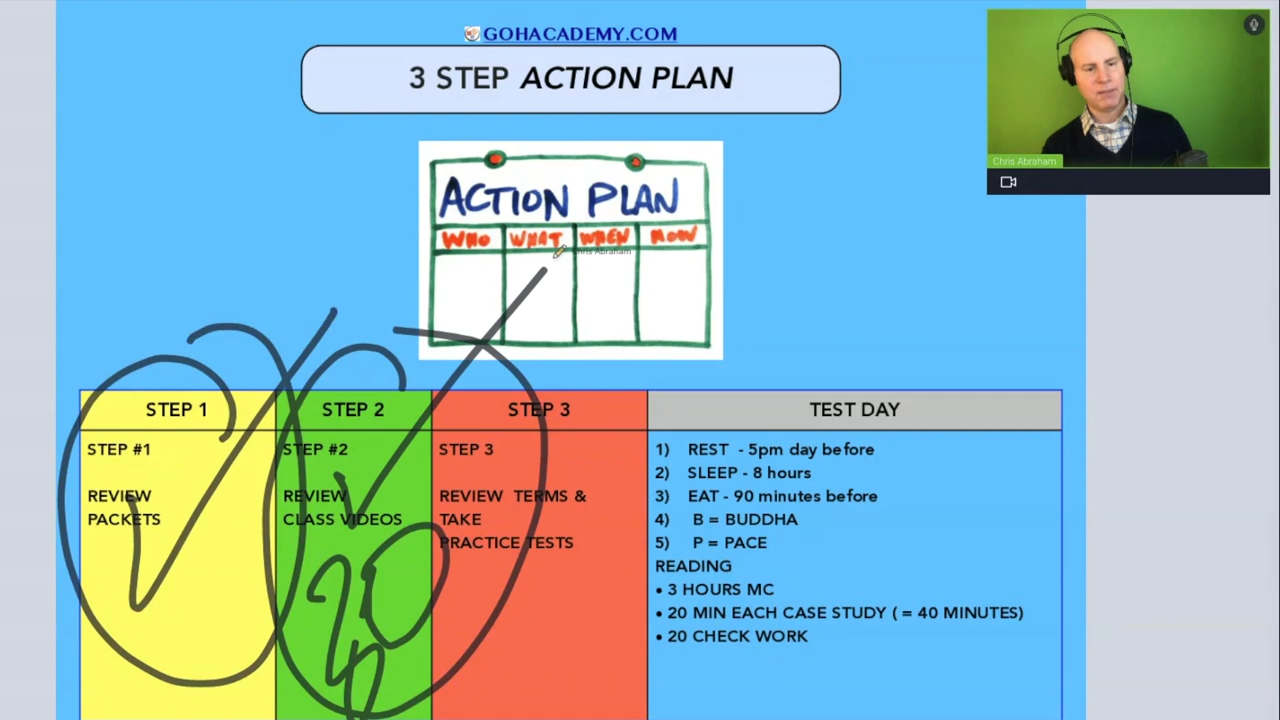 GOHACADEMY.COM
3 STEP ACTION PLAN
ACTION PLAN
WHO WHAT WHEN HOW
Chris Abraham
Chris Abraham
STEP 1
STEP #1
REVIEW
PACKETS
STEP 2
STEP #2
REVIEW
CLASS VIDEOS
20
STEP 3
STEP 3
REVIEW TERMS &
TAKE
PRACTICE TESTS
TEST DAY
1) REST - 5pm day before
2) SLEEP - 8 hours
3) EAT - 90 minutes before
4) B = BUDDHA
5) P = PACE
READING
• 3 HOURS MC
• 20 MIN EACH CASE STUDY ( = 40 MINUTES)
• 20 CHECK WORK